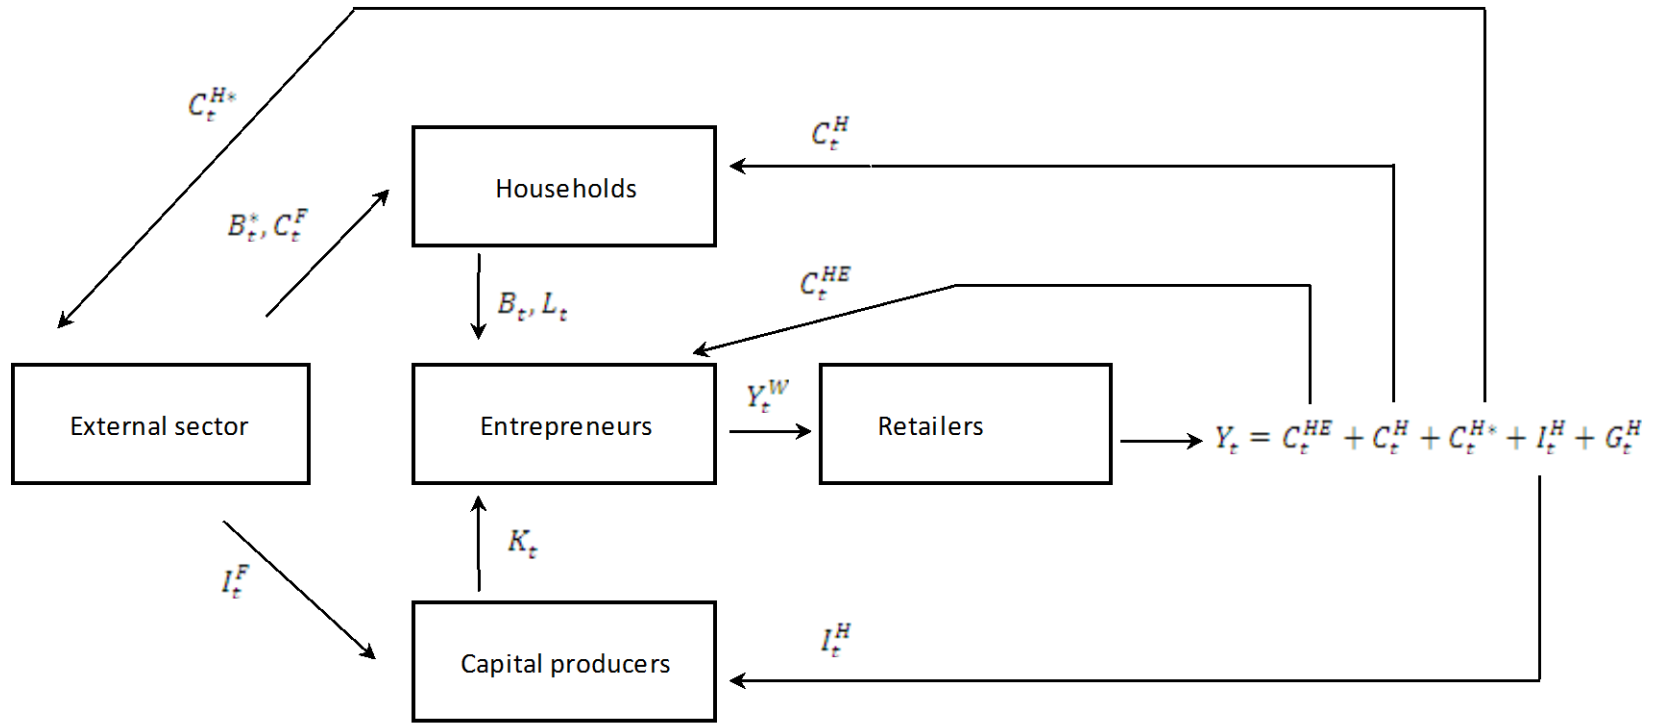 C_t^{H*}
C_t^H
Households
B_t^*, C_t^F
C_t^{HE}
B_t, L_t
Y_t^W
External sector
Entrepreneurs
Retailers
Y_t = C_t^{HE} + C_t^H + C_t^{H*} + I_t^H + G_t^H
K_t
I_t^F
I_t^H
Capital producers